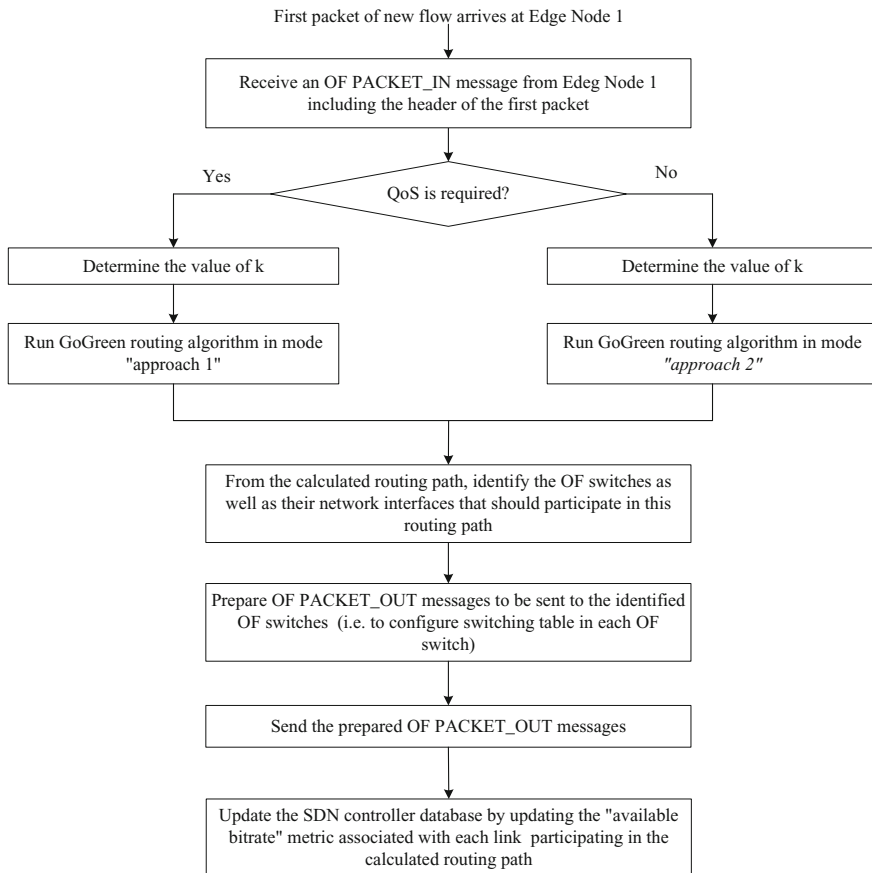 First packet of new flow arrives at Edge Node 1
Receive an OF PACKET_IN message from Edeg Node 1
including the header of the first packet
Yes
No
QoS is required?
Determine the value of k
Determine the value of k
Run GoGreen routing algorithm in mode
"approach 1"
Run GoGreen routing algorithm in mode
"approach 2"
From the calculated routing path, identify the OF switches as
well as their network interfaces that should participate in this
routing path
Prepare OF PACKET_OUT messages to be sent to the identified
OF switches (i.e. to configure switching table in each OF
switch)
Send the prepared OF PACKET_OUT messages
Update the SDN controller database by updating the "available
bitrate" metric associated with each link participating in the
calculated routing path